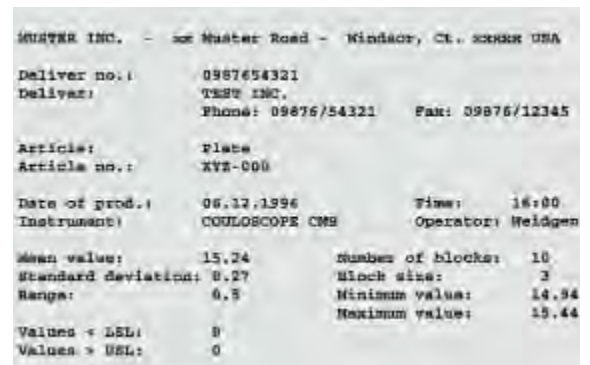 MUSTER INC. - xx Muster Road - Windsor, Ct. xxxxx USA
Deliver no.: 0987654321
Deliver: TEST INC.
Phone: 09876/54321 Fax: 09876/12345
Article: Plate
Article no.: XYZ-000
Date of prod.: 06.12.1996 Time: 16:00
Instrument: COULOSCOPE CMS Operator: Weidgen
Mean value: 15.24 Number of blocks: 10
Standard deviation: 0.27 Block size: 3
Range: 0.5 Minimum value: 14.94
Maximum value: 15.44
Values < LSL: 0
Values > USL: 0